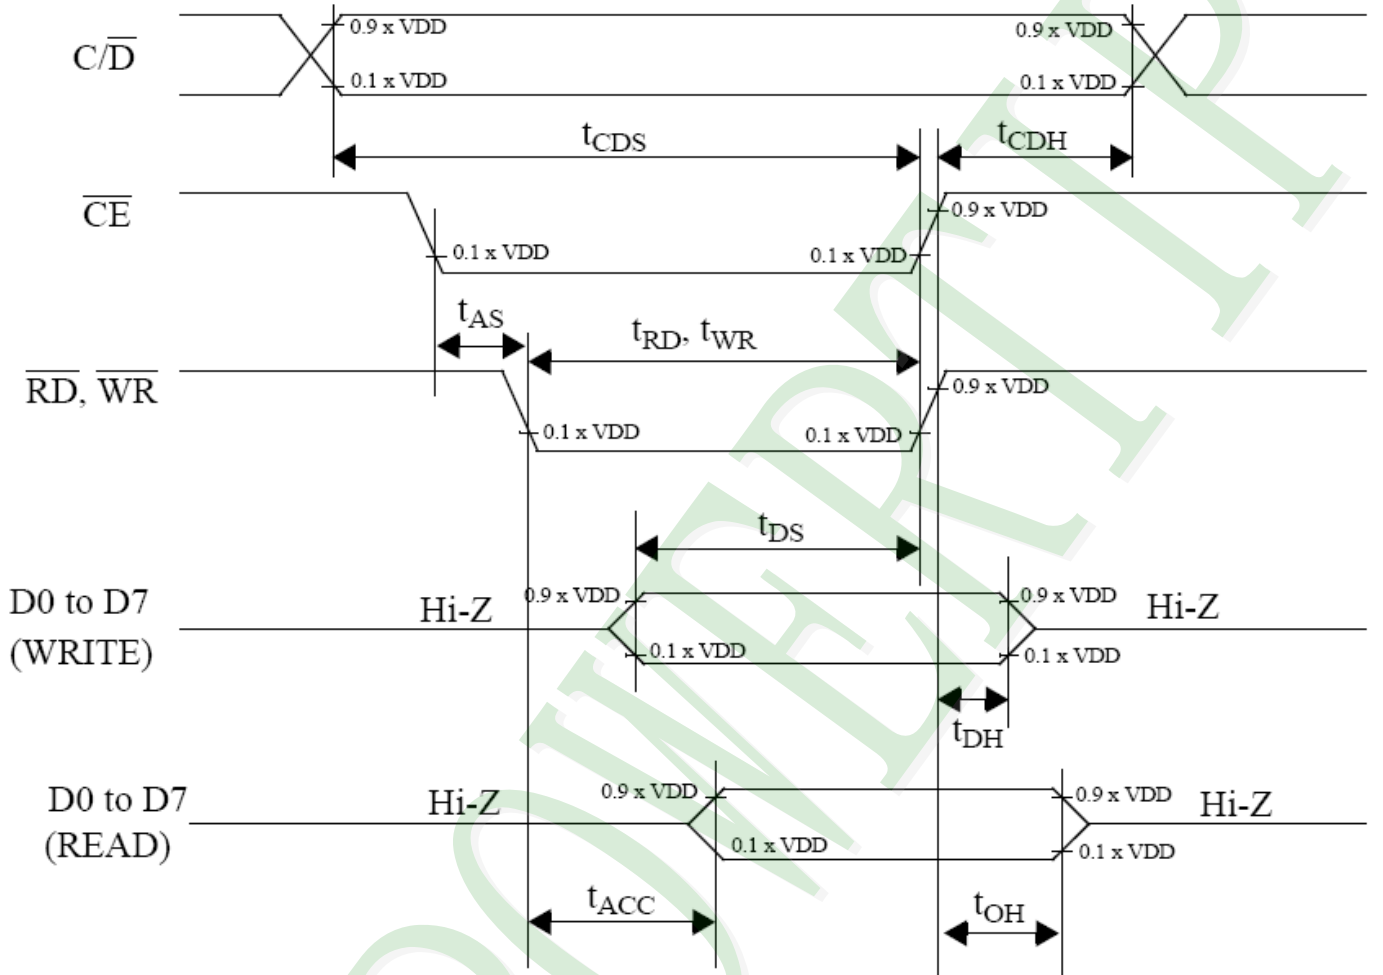 0.9 x VDD 0.9 x VDD
C/D̅
0.1 x VDD 0.1 x VDD
tCDS tCDH
C̅E̅ 0.9 x VDD
0.1 x VDD 0.1 x VDD
tAS tRD, tWR
R̅D̅, W̅R̅ 0.9 x VDD
0.1 x VDD 0.1 x VDD
tDS
D0 to D7 Hi-Z 0.9 x VDD 0.9 x VDD Hi-Z
(WRITE) 0.1 x VDD 0.1 x VDD
tDH
D0 to D7 Hi-Z 0.9 x VDD 0.9 x VDD Hi-Z
(READ) 0.1 x VDD 0.1 x VDD
tACC tOH
POWERTIP